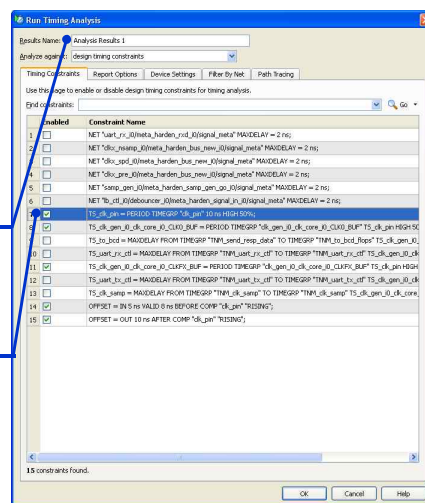 Run Timing Analysis
Results Name: Analysis Results 1
Analyze against: design timing constraints
Timing Constraints Report Options Device Settings Filter By Net Path Tracing
Use this page to enable or disable design timing constraints for timing analysis.
Find constraints: Go
Enabled Constraint Name
1 NET "uart_rx_i0/meta_harden_rxd_i0/signal_meta" MAXDELAY = 2 ns;
2 NET "clkx_nsamp_i0/meta_harden_bus_new_i0/signal_meta" MAXDELAY = 2 ns;
3 NET "clkx_spd_i0/meta_harden_bus_new_i0/signal_meta" MAXDELAY = 2 ns;
4 NET "clkx_pre_i0/meta_harden_bus_new_i0/signal_meta" MAXDELAY = 2 ns;
5 NET "samp_gen_i0/meta_harden_samp_gen_go_i0/signal_meta" MAXDELAY = 2 ns;
6 NET "lb_ctl_i0/debouncer_i0/meta_harden_signal_in_i0/signal_meta" MAXDELAY = 2 ns;
7 TS_clk_pin = PERIOD TIMEGRP "clk_pin" 10 ns HIGH 50%;
8 TS_clk_gen_i0_clk_core_i0_CLK0_BUF = PERIOD TIMEGRP "clk_gen_i0_clk_core_i0_CLK0_BUF" TS_clk_pin HIGH 50
9 TS_to_bcd = MAXDELAY FROM TIMEGRP "TNM_send_resp_data" TO TIMEGRP "TNM_to_bcd_flops" TS_clk_gen_i0_
10 TS_uart_rx_ctl = MAXDELAY FROM TIMEGRP "TNM_uart_rx_ctl" TO TIMEGRP "TNM_uart_rx_ctl" TS_clk_gen_i0_clk
11 TS_clk_gen_i0_clk_core_i0_CLKFX_BUF = PERIOD TIMEGRP "clk_gen_i0_clk_core_i0_CLKFX_BUF" TS_clk_pin HIGH
12 TS_uart_tx_ctl = MAXDELAY FROM TIMEGRP "TNM_uart_tx_ctl" TO TIMEGRP "TNM_uart_tx_ctl" TS_clk_gen_i0_clk
13 TS_clk_samp = MAXDELAY FROM TIMEGRP "TNM_clk_samp" TO TIMEGRP "TNM_clk_samp" TS_clk_gen_i0_clk_core_
14 OFFSET = IN 5 ns VALID 8 ns BEFORE COMP "clk_pin" "RISING";
15 OFFSET = OUT 10 ns AFTER COMP "clk_pin" "RISING";
15 constraints found.
OK Cancel Help